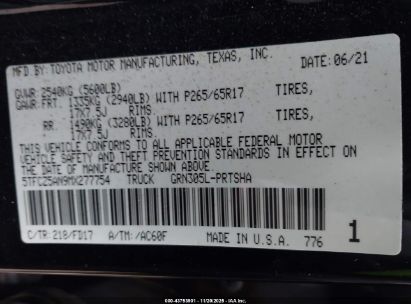 MFD.BY:TOYOTA MOTOR MANUFACTURING, TEXAS, INC.
DATE: 06/21
GVWR: 2540KG (5600LB)
GAWR: FRT. 1335KG (2940LB) WITH P265/65R17 TIRES,
17X7.5J RIMS
RR. 1490KG (3280LB) WITH P265/65R17 TIRES,
17X7.5J RIMS
THIS VEHICLE CONFORMS TO ALL APPLICABLE FEDERAL MOTOR
VEHICLE SAFETY, BUMPER, AND THEFT PREVENTION STANDARDS IN EFFECT ON
THE DATE OF MANUFACTURE SHOWN ABOVE
TRUCK GRN305L-PRTSHA
C/TR:218/FD17 A/TM:/AC60F MADE IN U.S.A. 776 1